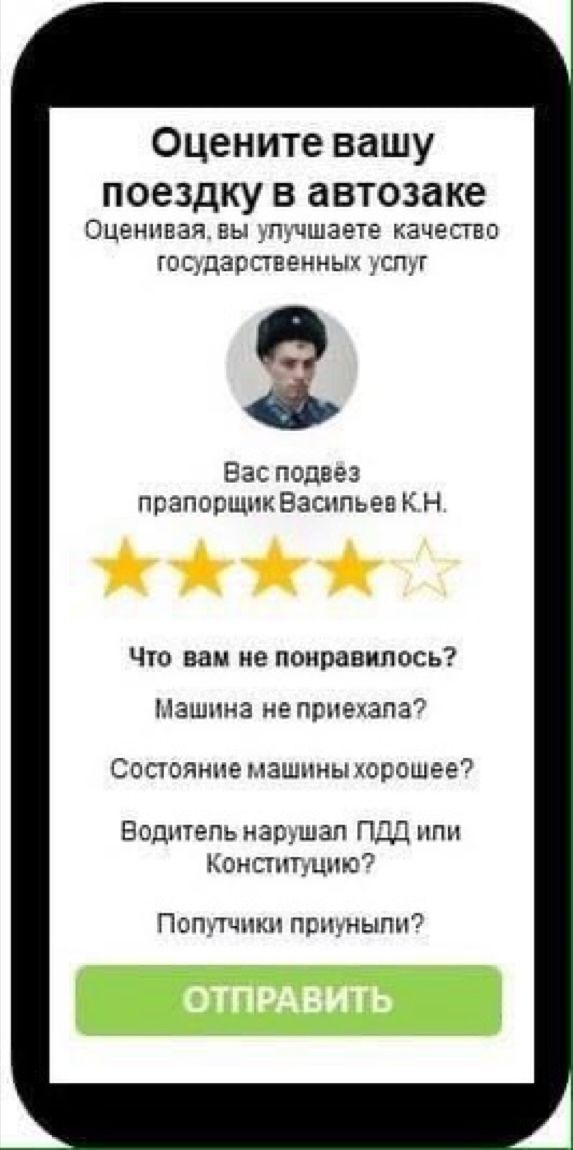 Оцените вашу
поездку в автозаке
Оценивая, вы улучшаете качество
государственных услуг
Вас подвёз
прапорщик Васильев К.Н.
Что вам не понравилось?
Машина не приехала?
Состояние машины хорошее?
Водитель нарушал ПДД или
Конституцию?
Попутчики приуныли?
ОТПРАВИТЬ